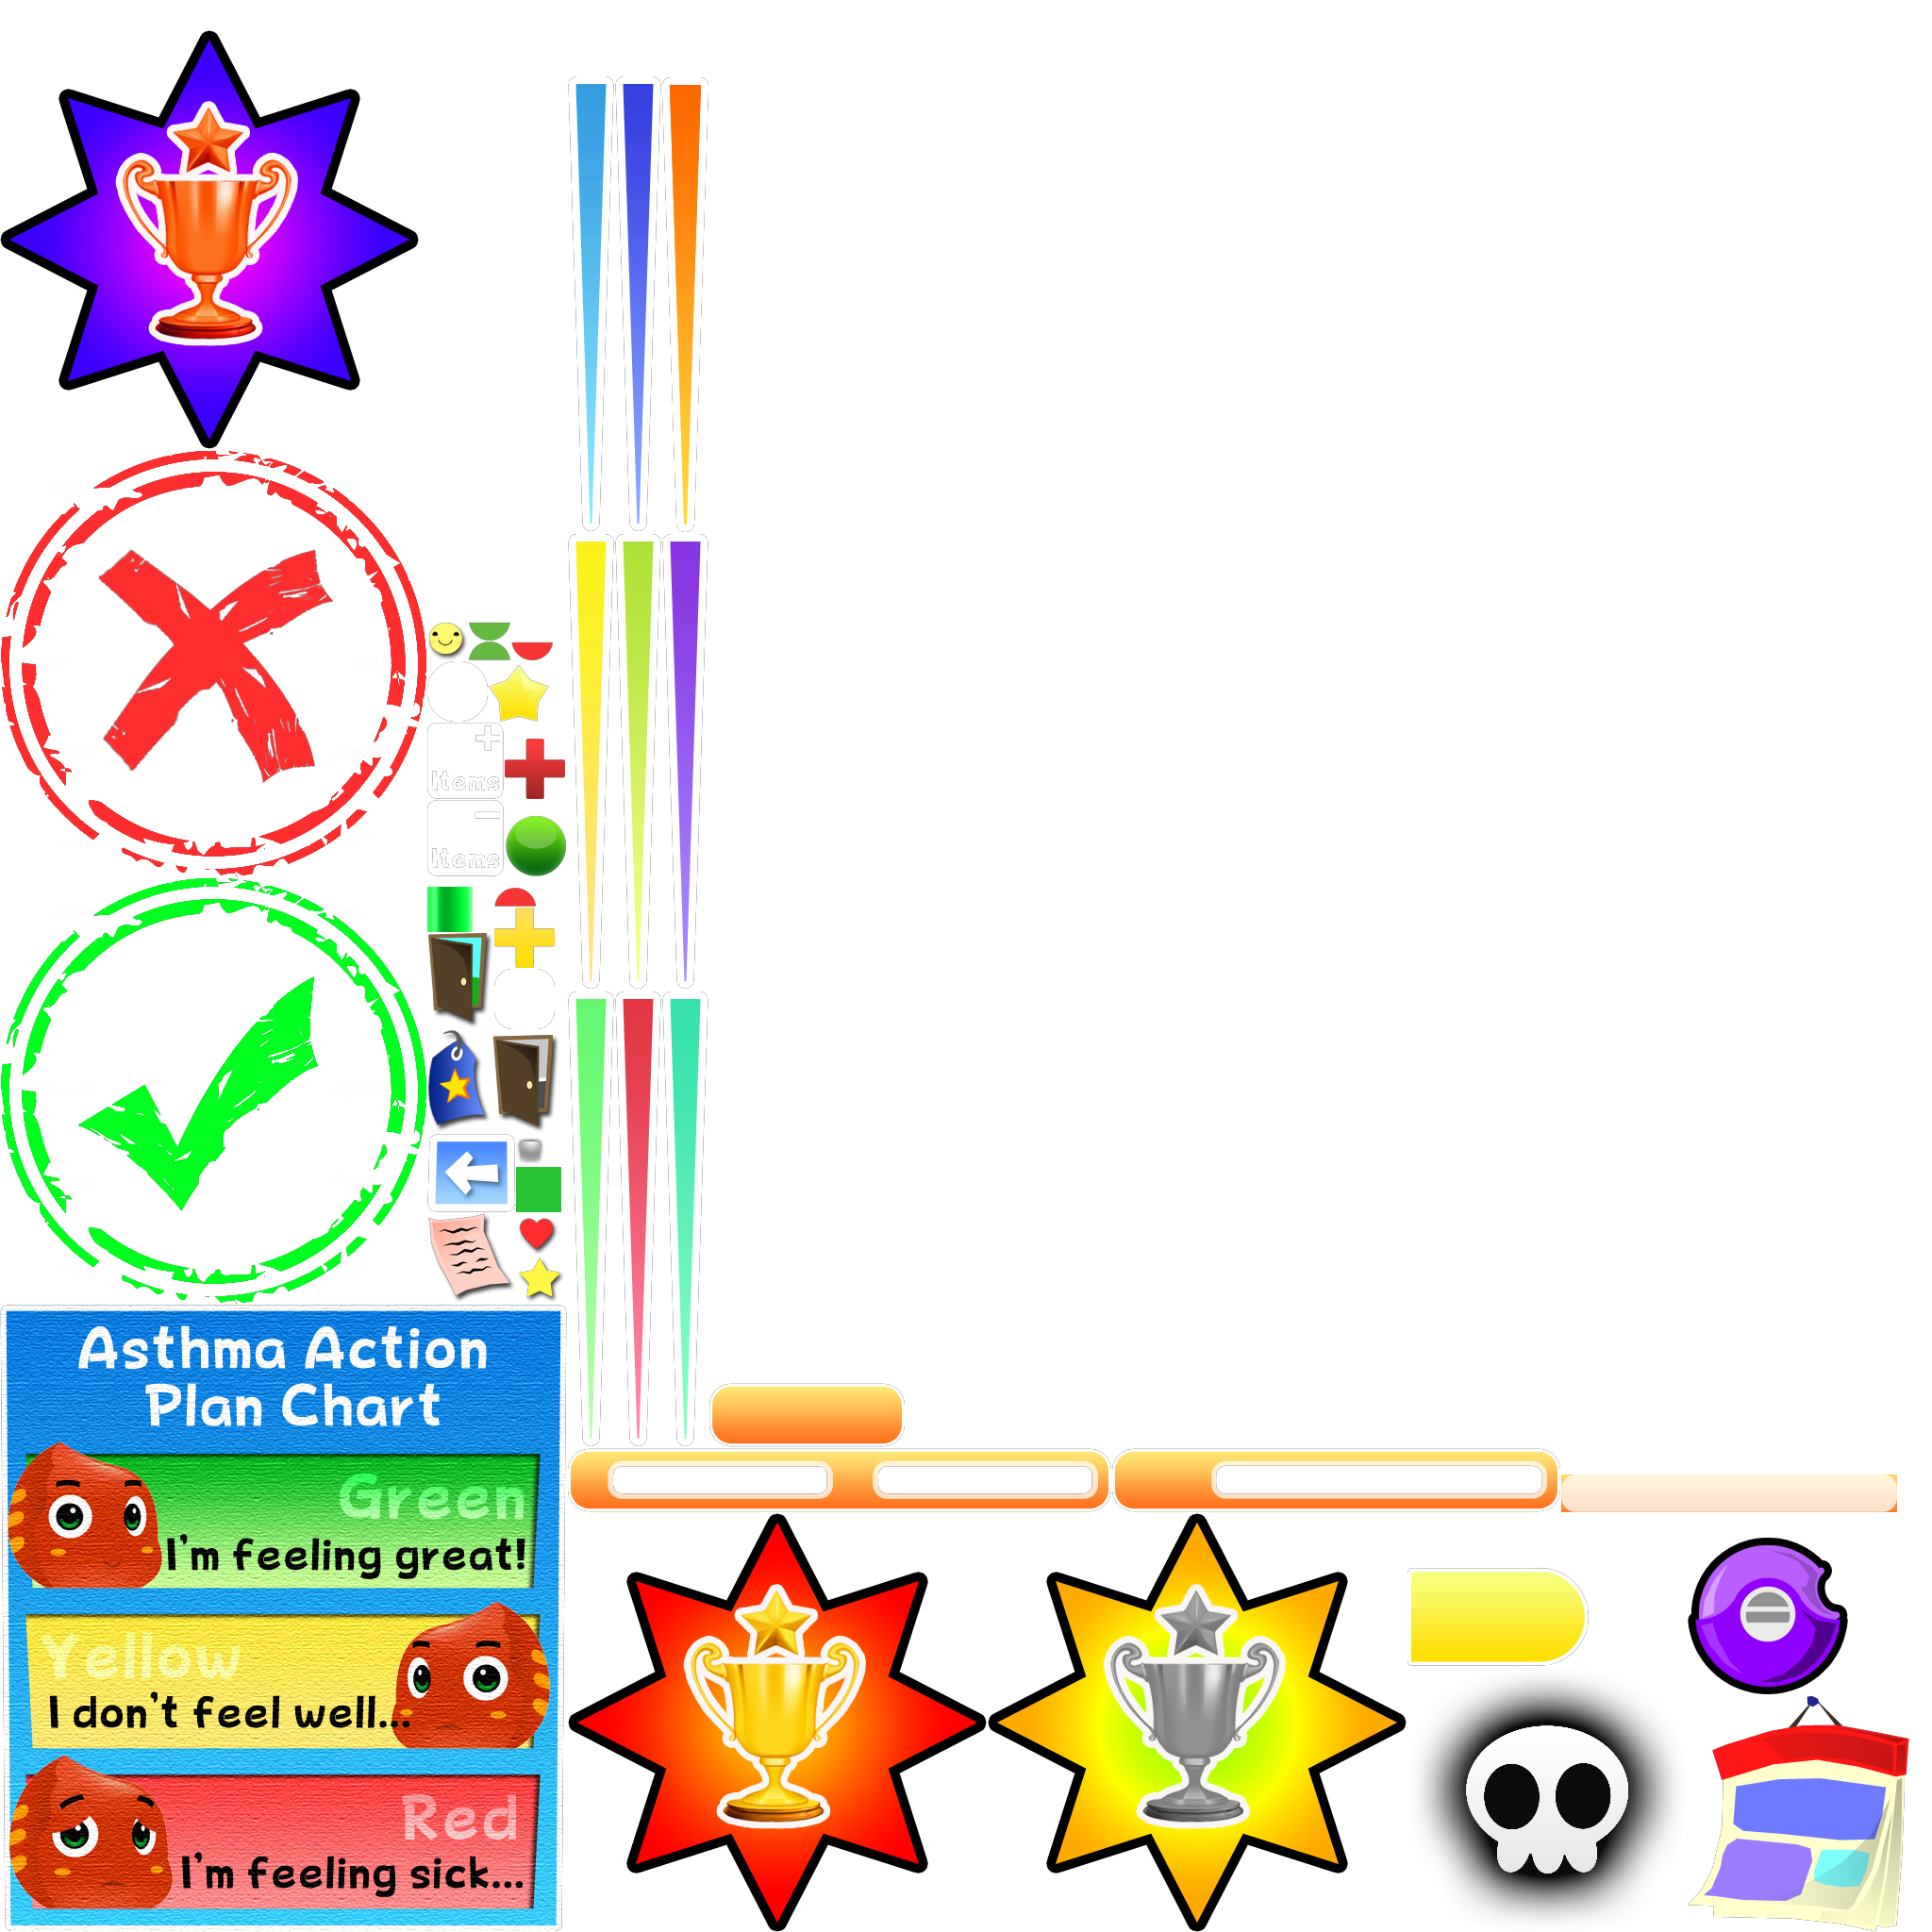 Items
Items
Asthma Action
Plan Chart
Green
I'm feeling great!
Yellow
I don't feel well...
Red
I'm feeling sick...